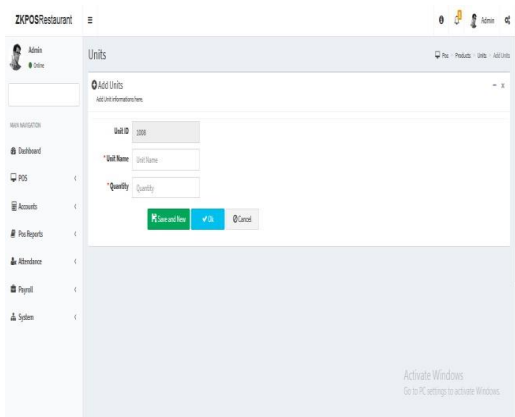 ZKPOSRestaurant
Admin
Admin
Online
Units
Pos
Products
Units
Add Units
Add Units
Add Unit informations here.
MAIN NAVIGATION
Unit ID
1008
Dashboard
* Unit Name
Unit Name
POS
* Quantity
Quantity
Accounts
Save and New
Ok
Cancel
Pos Reports
Attendance
Payroll
System
Activate Windows
Go to PC settings to activate Windows.